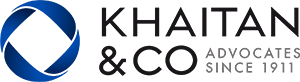 KHAITAN
& CO ADVOCATES
SINCE 1911